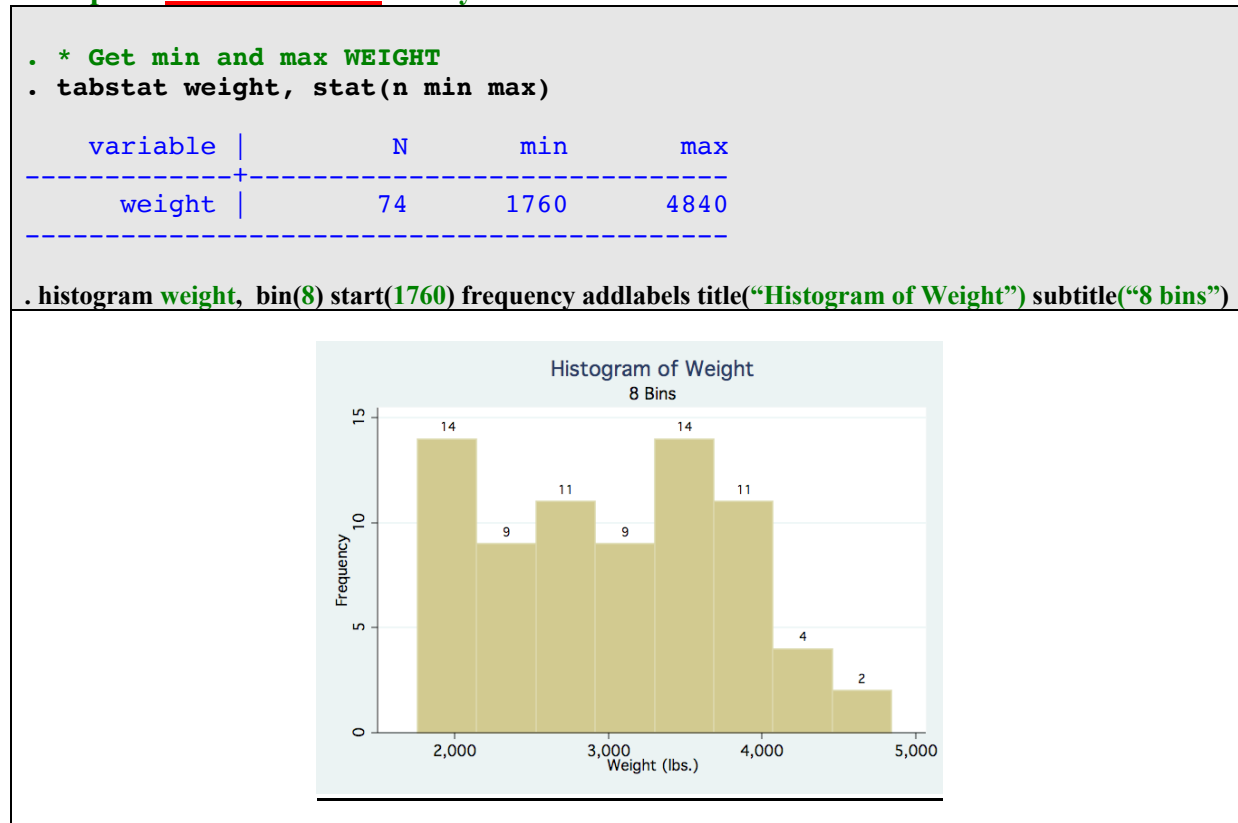 . * Get min and max WEIGHT
. tabstat weight, stat(n min max)
variable | N min max
-------------+------------------------------
weight | 74 1760 4840
--------------------------------------------
. histogram weight, bin(8) start(1760) frequency addlabels title(“Histogram of Weight”) subtitle(“8 bins”)
Histogram of Weight
8 Bins
15
14
14
11
11
10
9
9
Frequency
5
4
2
0
2,000
3,000
4,000
5,000
Weight (lbs.)